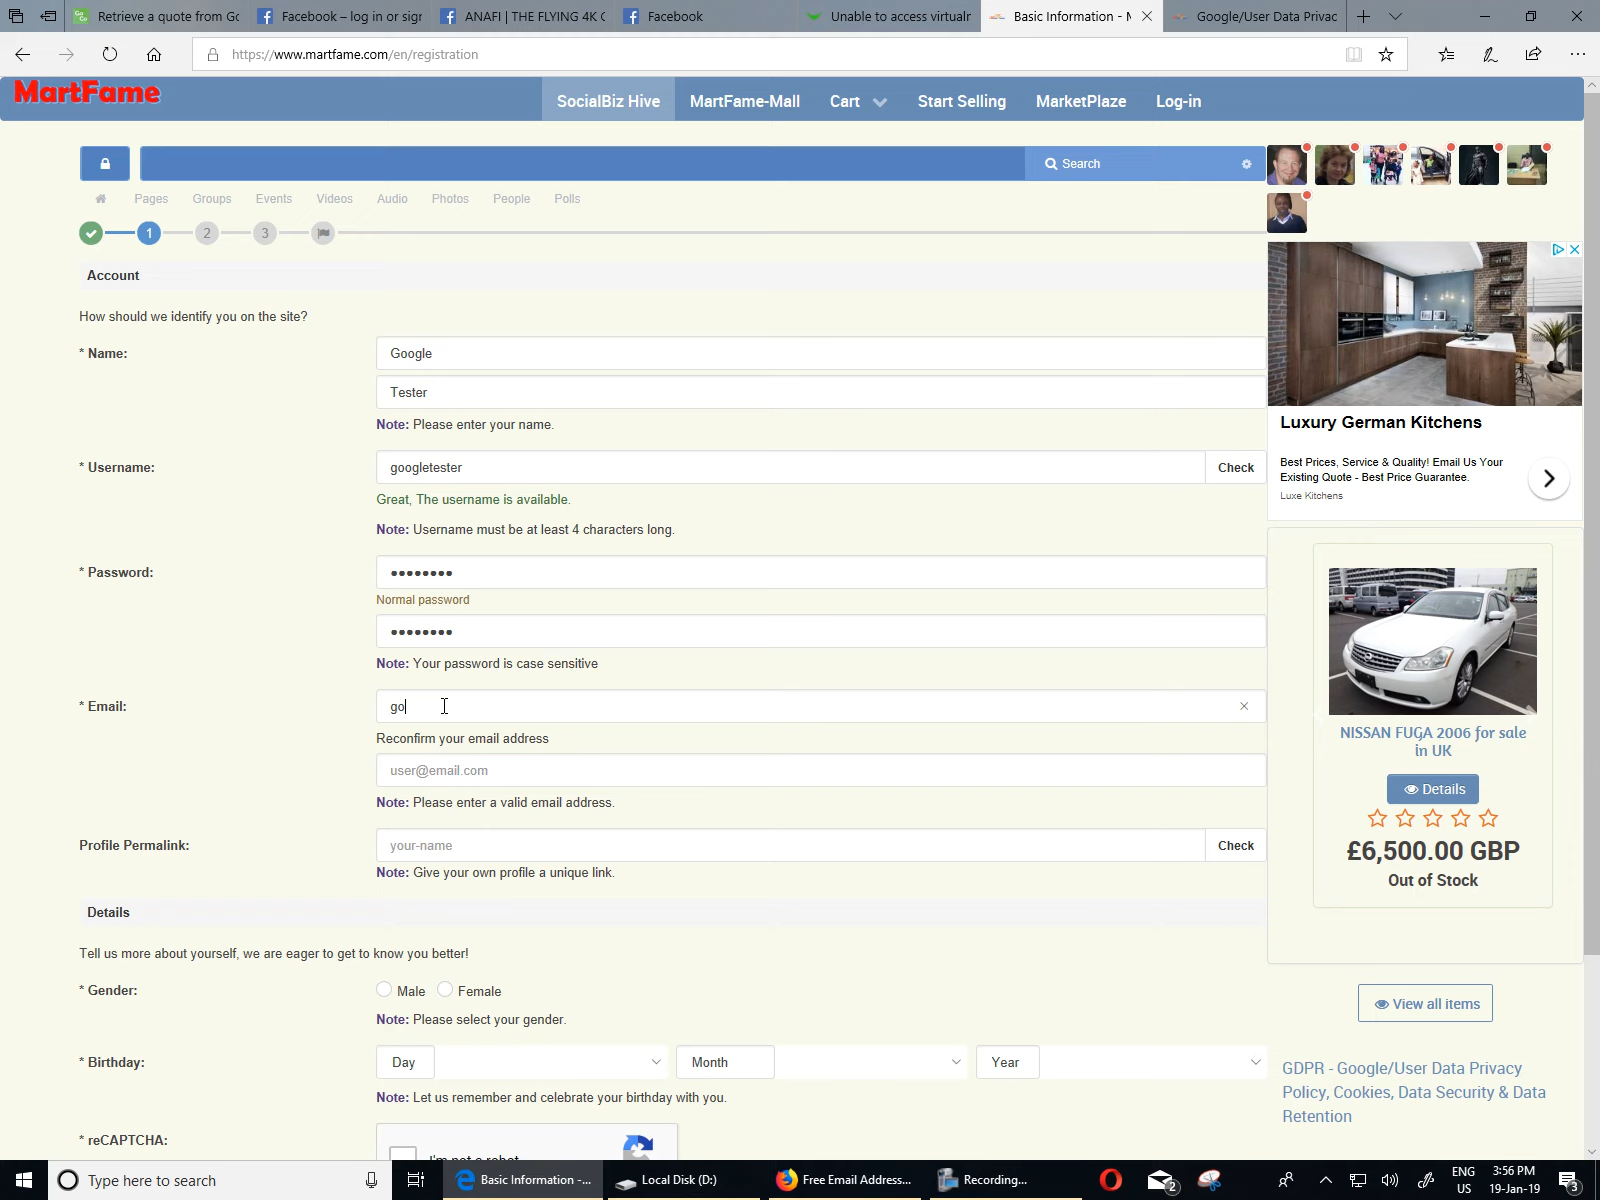 Retrieve a quote from Go
Facebook – log in or sigr
ANAFI | THE FLYING 4K C
Facebook
Unable to access virtualr
Basic Information - M
Google/User Data Privac
https://www.martfame.com/en/registration
MartFame
SocialBiz Hive
MartFame-Mall
Cart
Start Selling
MarketPlaze
Log-in
Search
Pages
Groups
Events
Videos
Audio
Photos
People
Polls
1
2
3
Account
How should we identify you on the site?
* Name:
Google
Tester
Note: Please enter your name.
* Username:
googletester
Check
Great, The username is available.
Note: Username must be at least 4 characters long.
* Password:
Normal password
Note: Your password is case sensitive
* Email:
go
Reconfirm your email address
user@email.com
Note: Please enter a valid email address.
Profile Permalink:
your-name
Check
Note: Give your own profile a unique link.
Details
Tell us more about yourself, we are eager to get to know you better!
* Gender:
Male
Female
Note: Please select your gender.
* Birthday:
Day
Month
Year
Note: Let us remember and celebrate your birthday with you.
* reCAPTCHA:
I'm not a robot
Luxury German Kitchens
Best Prices, Service & Quality! Email Us Your
Existing Quote - Best Price Guarantee.
Luxe Kitchens
NISSAN FUGA 2006 for sale
in UK
Details
£6,500.00 GBP
Out of Stock
View all items
GDPR - Google/User Data Privacy
Policy, Cookies, Data Security & Data
Retention
Type here to search
Basic Information -...
Local Disk (D:)
Free Email Address...
Recording...
2
ENG
US
3:56 PM
19-Jan-19
3